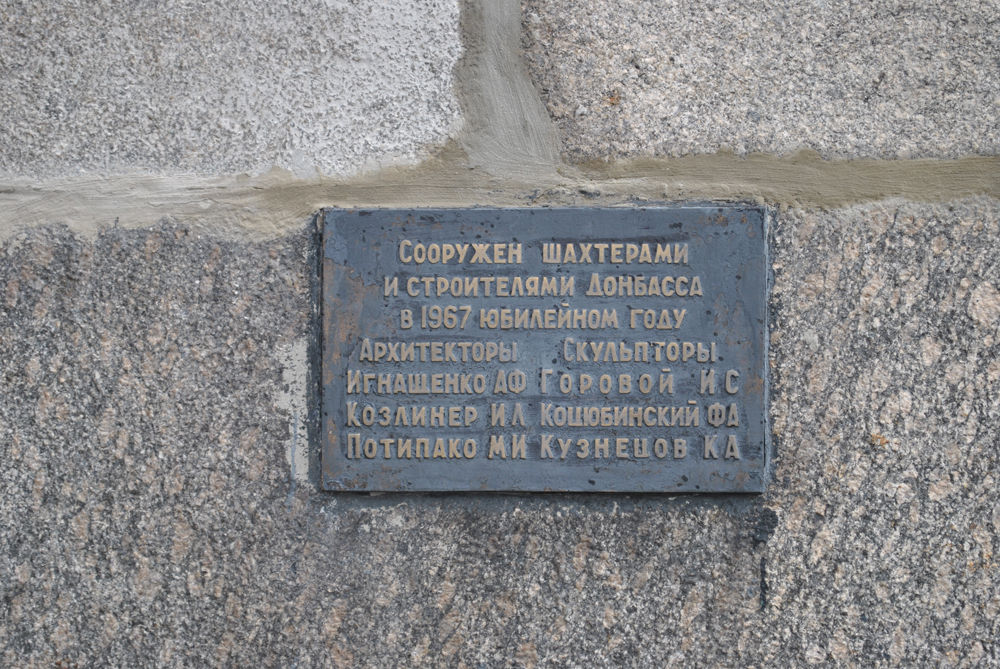 Сооружен шахтерами
и строителями Донбасса
в 1967 юбилейном году
Архитекторы Скульпторы
Игнащенко АФ Горовой ИС
Козлинер ИЛ Коцюбинский ФА
Потипако МИ Кузнецов КА